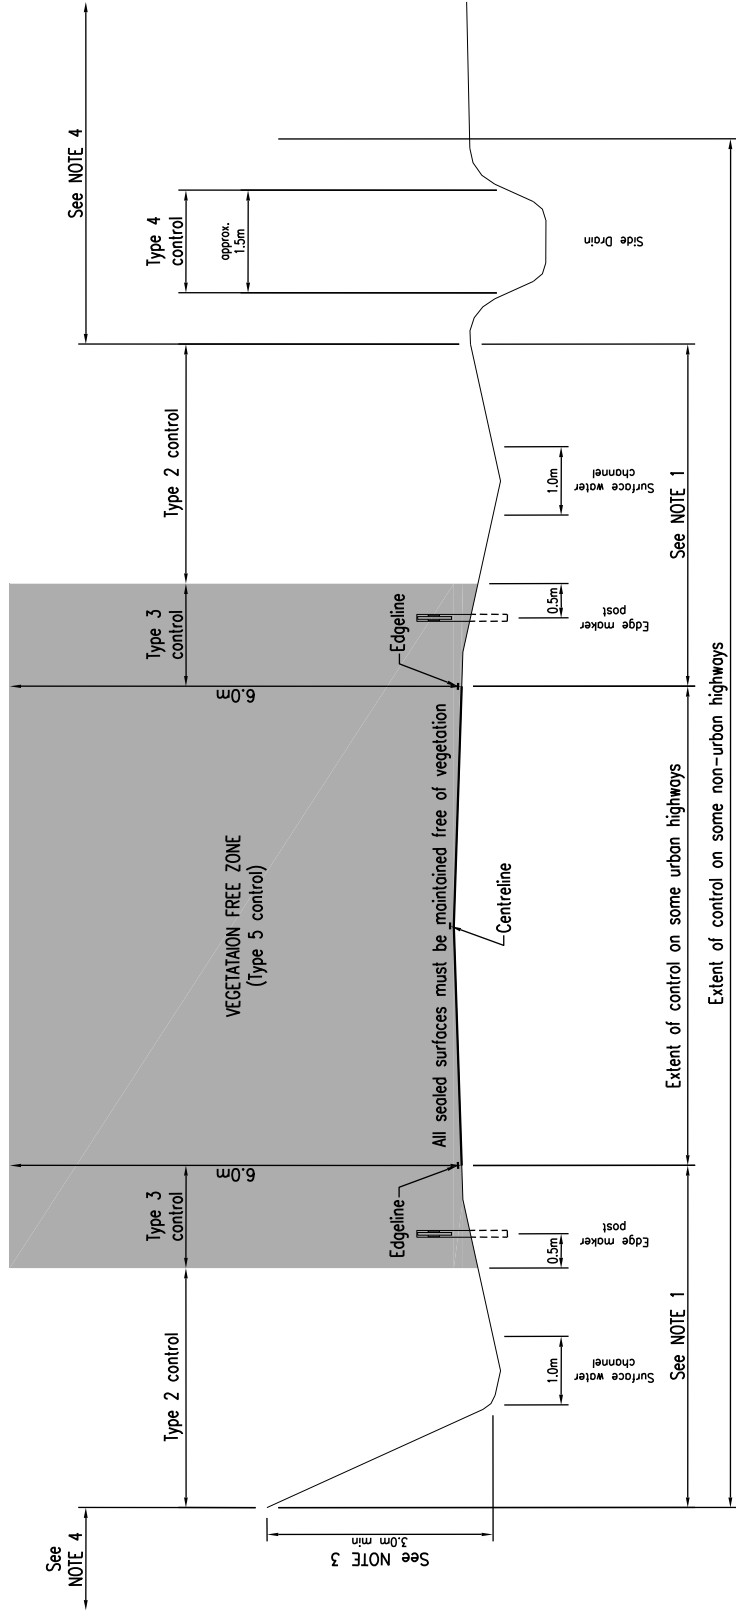 See
NOTE 4
See NOTE 4
Type 2 control
Type 3
control
VEGETATAION FREE ZONE
(Type 5 control)
Type 3
control
Type 2 control
Type 4
control
approx.
1.5m
6.0m
6.0m
See NOTE 3
3.0m min
Edgeline
All sealed surfaces must be maintained free of vegetation
Edgeline
Centreline
1.0m
Surface water
channel
0.5m
Edge maker
post
0.5m
Edge maker
post
1.0m
Surface water
channel
Side Drain
See NOTE 1
Extent of control on some urban highways
See NOTE 1
Extent of control on some non-urban highways